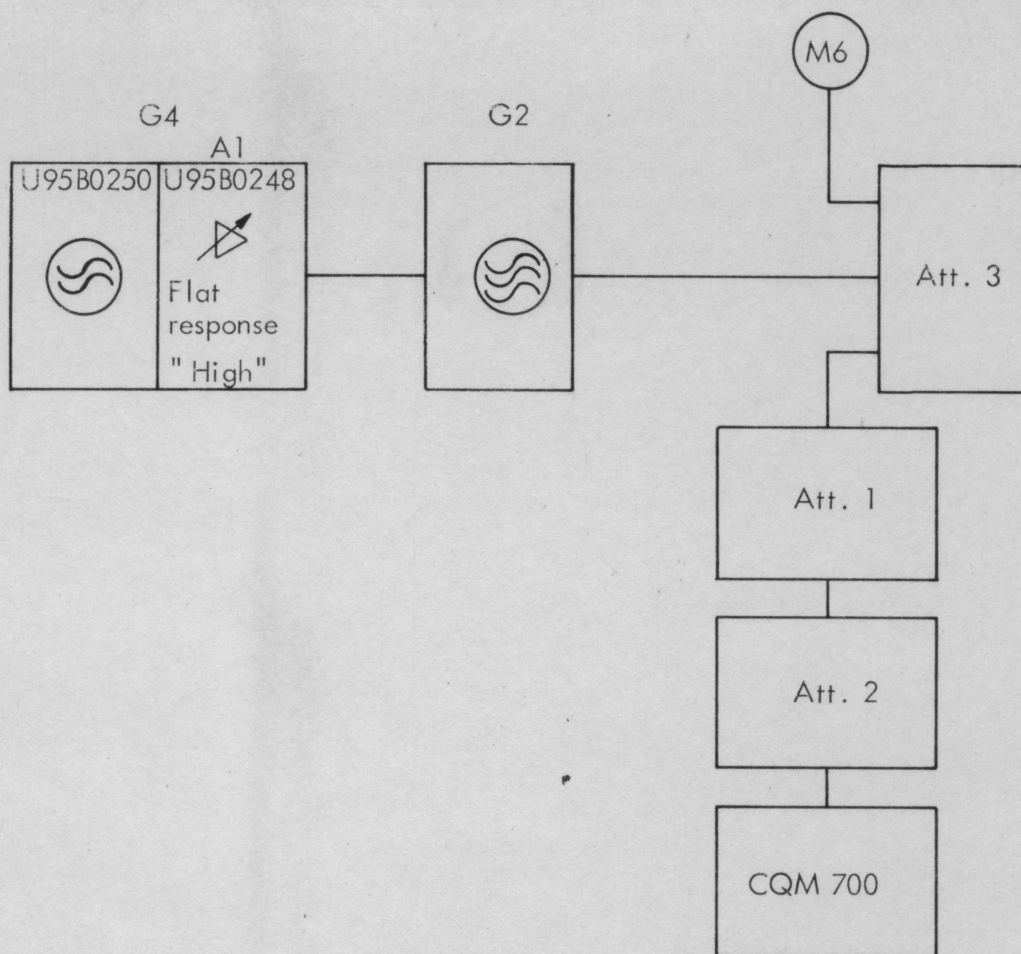 M6
G4
G2
A1
U95B0250
U95B0248
Flat
response
"High"
Att. 3
Att. 1
Att. 2
CQM 700